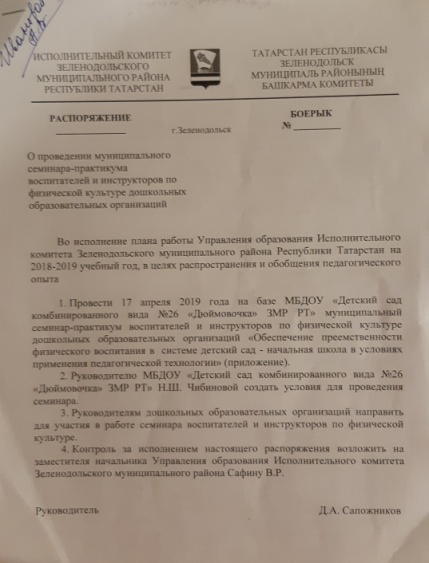 ИСПОЛНИТЕЛЬНЫЙ КОМИТЕТ
ЗЕЛЕНОДОЛЬСКОГО
МУНИЦИПАЛЬНОГО РАЙОНА
РЕСПУБЛИКИ ТАТАРСТАН
ТАТАРСТАН РЕСПУБЛИКАСЫ
ЗЕЛЕНОДОЛЬСК
МУНИЦИПАЛЬ РАЙОНЫНЫҢ
БАШКАРМА КОМИТЕТЫ
РАСПОРЯЖЕНИЕ
БОЕРЫК
г.Зеленодольск
№
О проведении муниципального
семинара-практикума
воспитателей и инструкторов по
физической культуре дошкольных
образовательных организаций
Во исполнение плана работы Управления образования Исполнительного
комитета Зеленодольского муниципального района Республики Татарстан на
2018-2019 учебный год, в целях распространения и обобщения педагогического
опыта
1. Провести 17 апреля 2019 года на базе МБДОУ «Детский сад
комбинированного вида №26 «Дюймовочка» ЗМР РТ» муниципальный
семинар-практикум воспитателей и инструкторов по физической культуре
дошкольных образовательных организаций «Обеспечение преемственности
физического воспитания в системе детский сад - начальная школа в условиях
применения педагогической технологии» (приложение).
2. Руководителю МБДОУ «Детский сад комбинированного вида №26
«Дюймовочка» ЗМР РТ» Н.Ш. Чибиновой создать условия для проведения
семинара.
3. Руководителям дошкольных образовательных организаций направить
для участия в работе семинара воспитателей и инструкторов по физической
культуре.
4. Контроль за исполнением настоящего распоряжения возложить на
заместителя начальника Управления образования Исполнительного комитета
Зеленодольского муниципального района Сафину В.Р.
Руководитель
Д.А. Сапожников